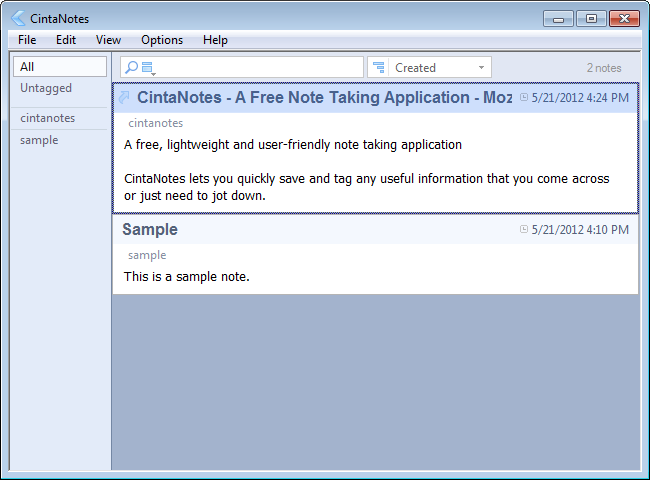 CintaNotes
File Edit View Options Help
All
Untagged
cintanotes
sample
Created
2 notes
CintaNotes - A Free Note Taking Application - Moz
5/21/2012 4:24 PM
cintanotes
A free, lightweight and user-friendly note taking application
CintaNotes lets you quickly save and tag any useful information that you come across
or just need to jot down.
Sample
5/21/2012 4:10 PM
sample
This is a sample note.